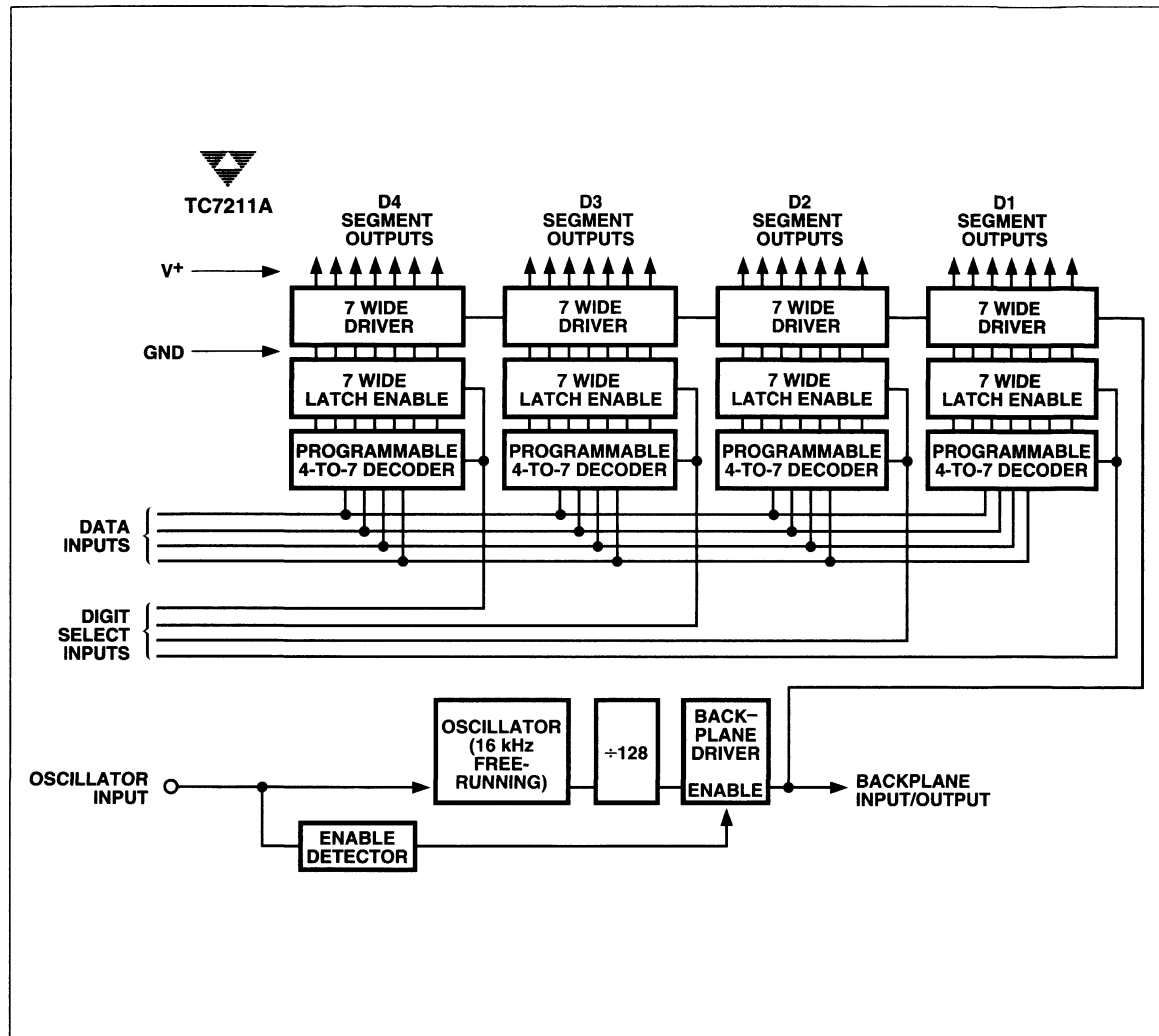 TC7211A
D4
SEGMENT
OUTPUTS
D3
SEGMENT
OUTPUTS
D2
SEGMENT
OUTPUTS
D1
SEGMENT
OUTPUTS
V+
GND
7 WIDE
DRIVER
7 WIDE
DRIVER
7 WIDE
DRIVER
7 WIDE
DRIVER
7 WIDE
LATCH ENABLE
7 WIDE
LATCH ENABLE
7 WIDE
LATCH ENABLE
7 WIDE
LATCH ENABLE
PROGRAMMABLE
4-TO-7 DECODER
PROGRAMMABLE
4-TO-7 DECODER
PROGRAMMABLE
4-TO-7 DECODER
PROGRAMMABLE
4-TO-7 DECODER
DATA
INPUTS
DIGIT
SELECT
INPUTS
OSCILLATOR
INPUT
OSCILLATOR
(16 kHz
FREE-
RUNNING)
÷128
BACK–
PLANE
DRIVER
ENABLE
BACKPLANE
INPUT/OUTPUT
ENABLE
DETECTOR